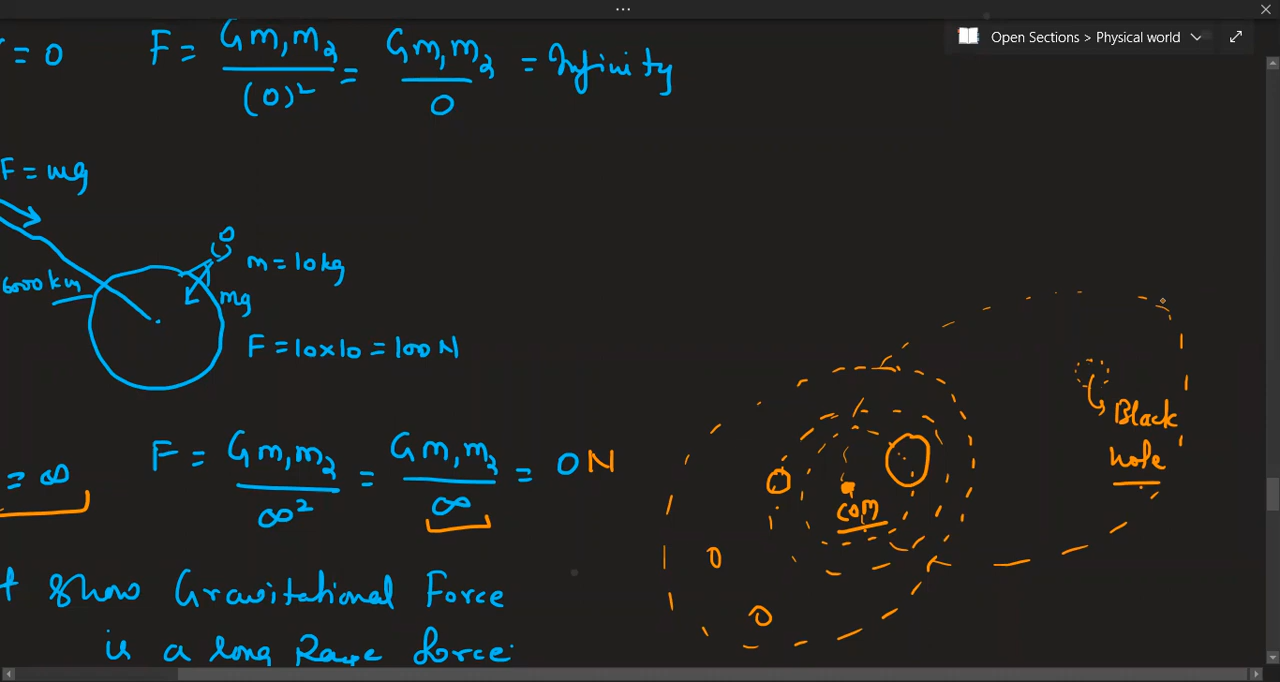 ...
Open Sections > Physical world
r = 0 F = Gm₁m₂/(0)² = Gm₁m₂/0 = Infinity
F = mg
6000 km
m = 10kg
mg
F = 10×10 = 100 N
= ∞ F = Gm₁m₂/∞² = Gm₁m₂/∞ = 0 N
COM
Black
hole
t show Gravitational Force
is a long Range force.